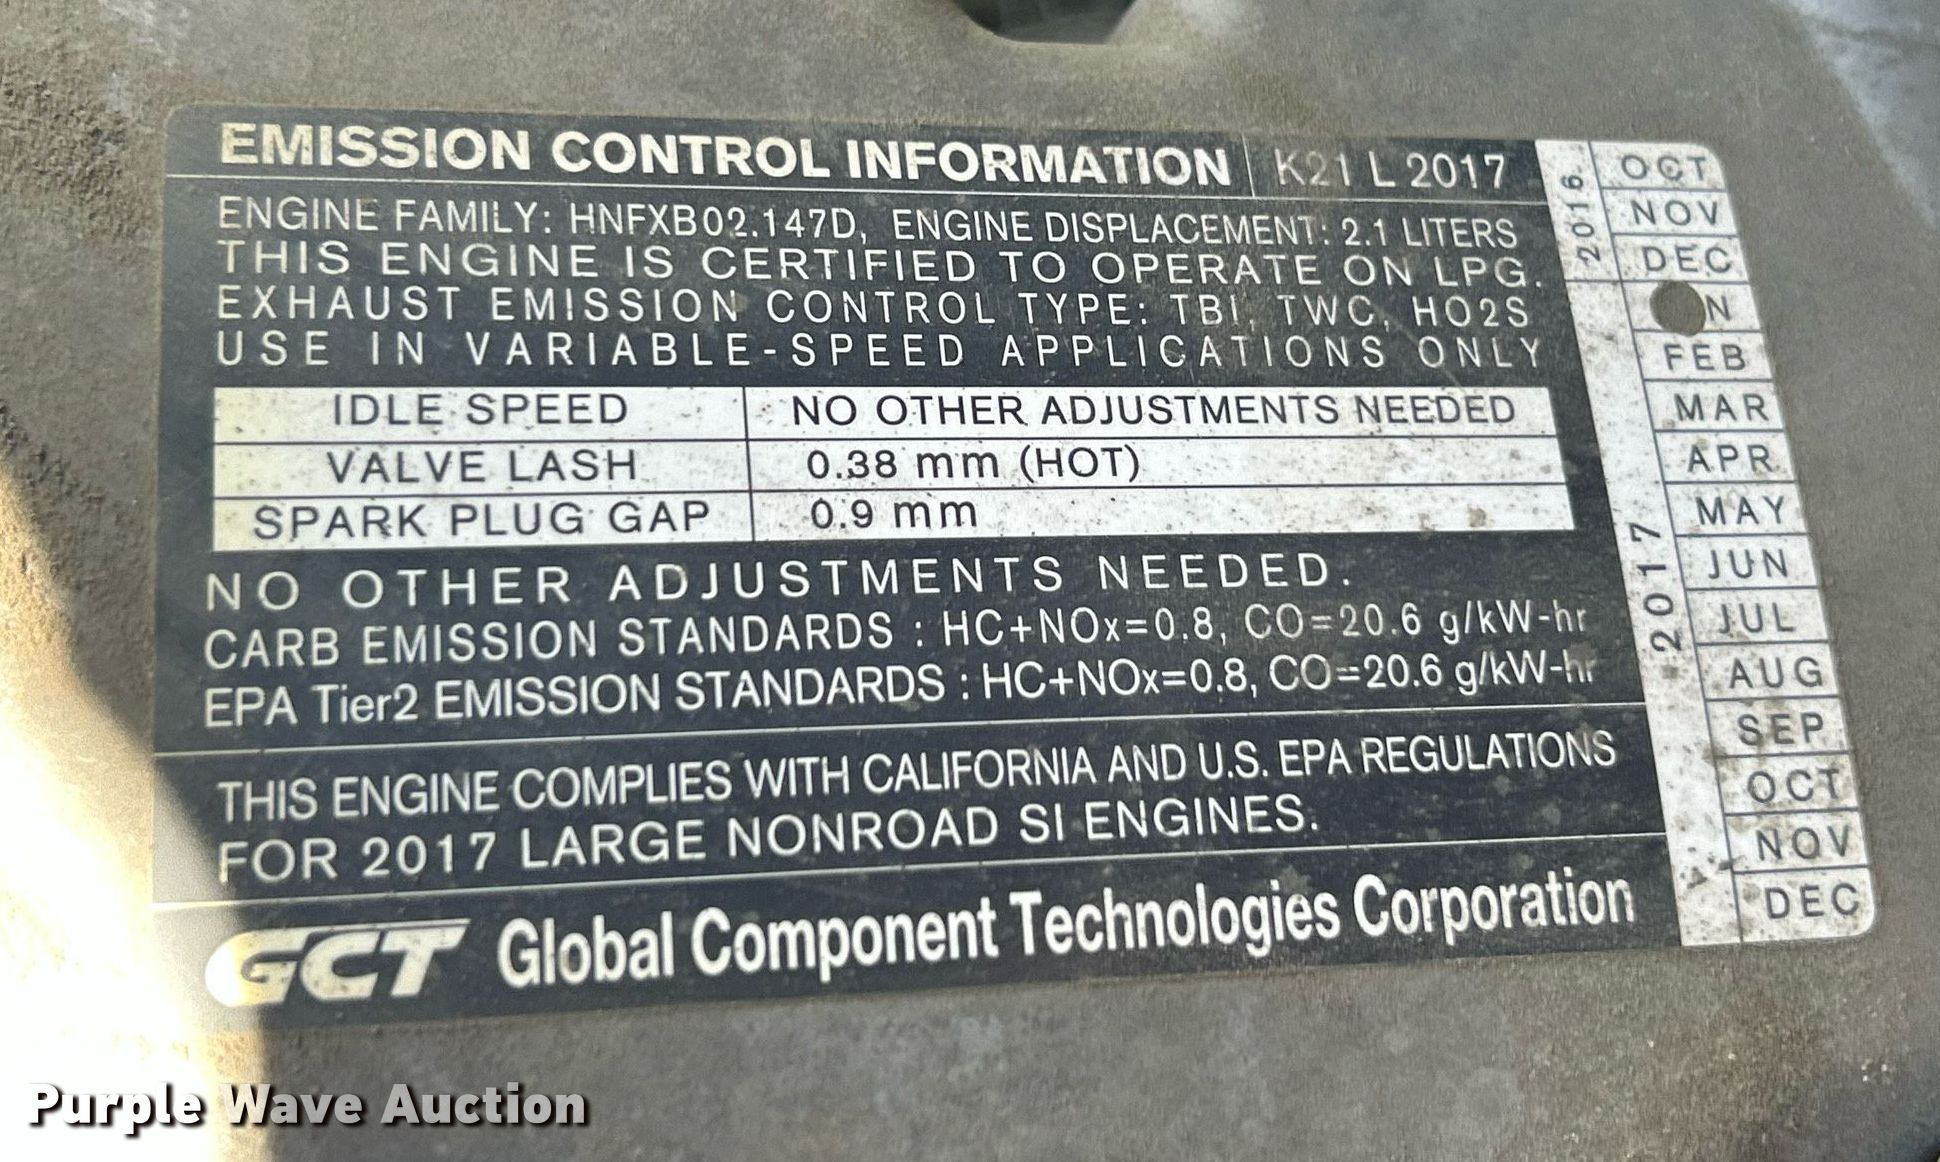 EMISSION CONTROL INFORMATION K21 L 2017
ENGINE FAMILY: HNFXB02.147D, ENGINE DISPLACEMENT: 2.1 LITERS
THIS ENGINE IS CERTIFIED TO OPERATE ON LPG.
EXHAUST EMISSION CONTROL TYPE: TBI, TWC, HO2S
USE IN VARIABLE-SPEED APPLICATIONS ONLY
IDLE SPEED NO OTHER ADJUSTMENTS NEEDED
VALVE LASH 0.38 mm (HOT)
SPARK PLUG GAP 0.9 mm
NO OTHER ADJUSTMENTS NEEDED.
CARB EMISSION STANDARDS : HC+NOx=0.8, CO=20.6 g/kW-hr
EPA Tier2 EMISSION STANDARDS : HC+NOx=0.8, CO=20.6 g/kW-hr
THIS ENGINE COMPLIES WITH CALIFORNIA AND U.S. EPA REGULATIONS
FOR 2017 LARGE NONROAD SI ENGINES.
GCT Global Component Technologies Corporation
2016
OCT
NOV
DEC
2017
N
FEB
MAR
APR
MAY
JUN
JUL
AUG
SEP
OCT
NOV
DEC
Purple Wave Auction